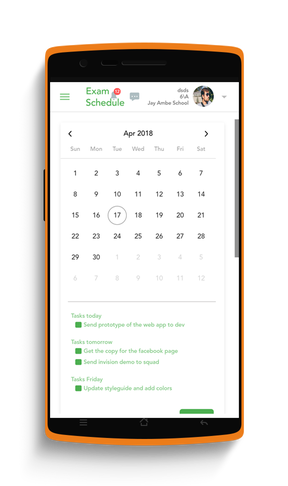 Exam
Schedule
12
dods
6\A
Jay Ambe School
Apr 2018
Sun Mon Tue Wed Thu Fri Sat
1 2 3 4 5 6 7
8 9 10 11 12 13 14
15 16 17 18 19 20 21
22 23 24 25 26 27 28
29 30 1 2 3 4 5
6 7 8 9 10 11 12
Tasks today
Send prototype of the web app to dev
Tasks tomorrow
Get the copy for the facebook page
Send invision demo to squad
Tasks Friday
Update styleguide and add colors